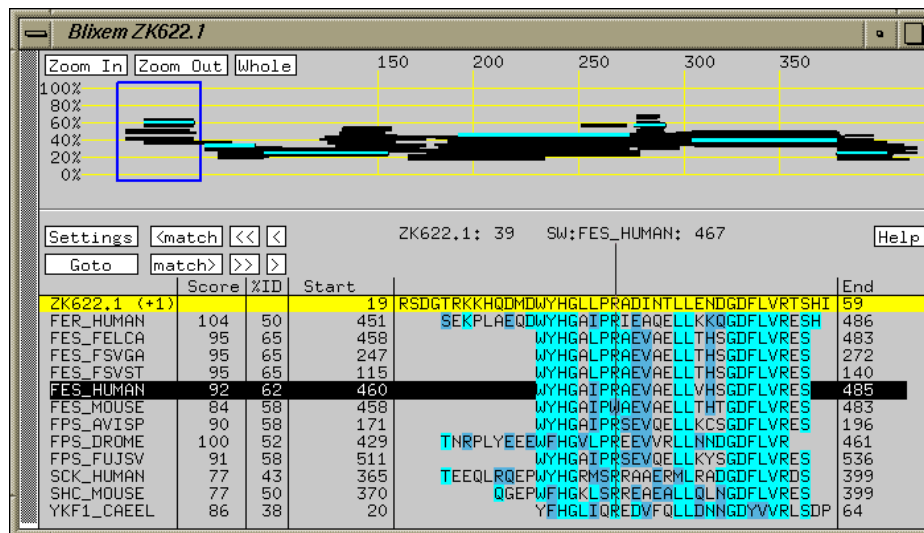 Blixem ZK622.1
Zoom In Zoom Out Whole 150 200 250 300 350
100%
80%
60%
40%
20%
0%
Settings <match << < ZK622.1: 39 SW:FES_HUMAN: 467 Help
Goto match> >> >
Score %ID Start End
ZK622.1 (+1) 19 RSDGTRKKHQDMDWYHGLLPRADINTLLENDGDFLVRTSHI 59
FER_HUMAN 104 50 451 SEKPLAEQDWYHGAIPRIEAQELLKKQGDFLVRESH 486
FES_FELCA 95 65 458 WYHGALPRAEVAELLTHSGDFLVRES 483
FES_FSVGA 95 65 247 WYHGALPRAEVAELLTHSGDFLVRES 272
FES_FSVST 95 65 115 WYHGALPRAEVAELLTHSGDFLVRES 140
FES_HUMAN 92 62 460 WYHGAIPRAEVAELLVHSGDFLVRES 485
FES_MOUSE 84 58 458 WYHGAIPWAEVAELLTHTGDFLVRES 483
FPS_AVISP 90 58 171 WYHGAIPRSEVQELLKCSGDFLVRES 196
FPS_DROME 100 52 429 TNRPLYEEEWFHGVLPREEVVRLLNNDGDFLVR 461
FPS_FUJSV 91 58 511 WYHGAIPRSEVQELLKYSGDFLVRES 536
SCK_HUMAN 77 43 365 TEEQLRQEPWYHGRMSRRAAERMLRADGDFLVRDS 399
SHC_MOUSE 77 50 370 QGEPWFHGKLSRREAEALLQLNGDFLVRES 399
YKF1_CAEEL 86 38 20 YFHGLIQREDVFQLLDNNGDYVVRLSDP 64